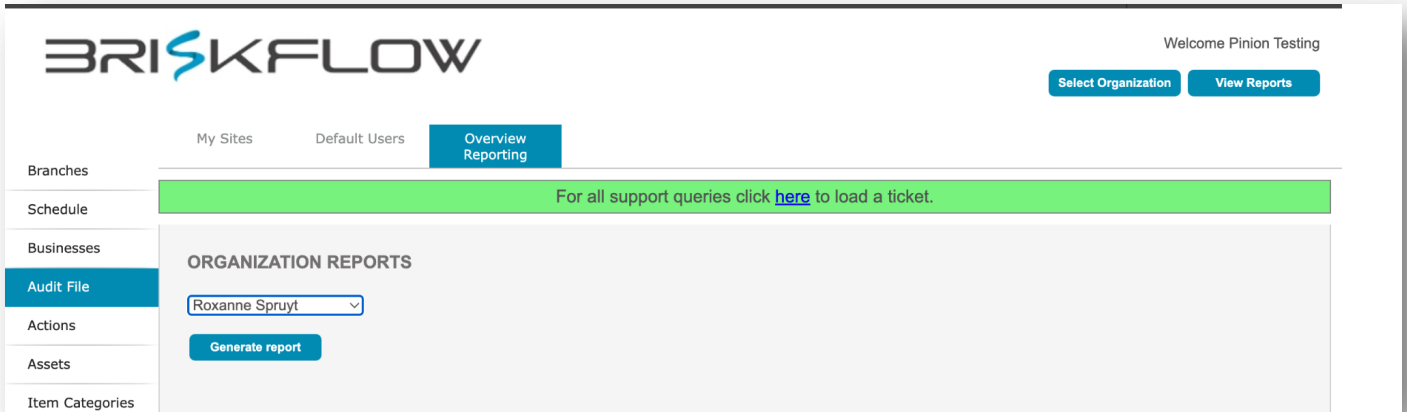 BRISKFLOW
Welcome Pinion Testing
Select Organization
View Reports
My Sites
Default Users
Overview
Reporting
Branches
Schedule
Businesses
Audit File
Actions
Assets
Item Categories
For all support queries click here to load a ticket.
ORGANIZATION REPORTS
Roxanne Spruyt
Generate report